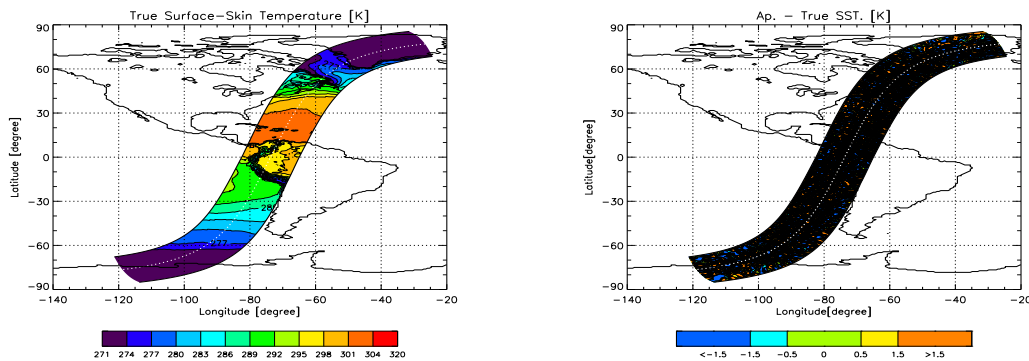 True Surface-Skin Temperature [K]
90
60
30
0
-30
-60
-90
Latitude [degree]
28
277
-140 -120 -100 -80 -60 -40 -20
Longitude [degree]
271 274 277 280 283 286 289 292 295 298 301 304 320
Ap. - True SST. [K]
90
60
30
0
-30
-60
-90
Latitude[degree]
-140 -120 -100 -80 -60 -40 -20
Longitude[degree]
<-1.5 -1.5 -0.5 0 0.5 1.5 >1.5